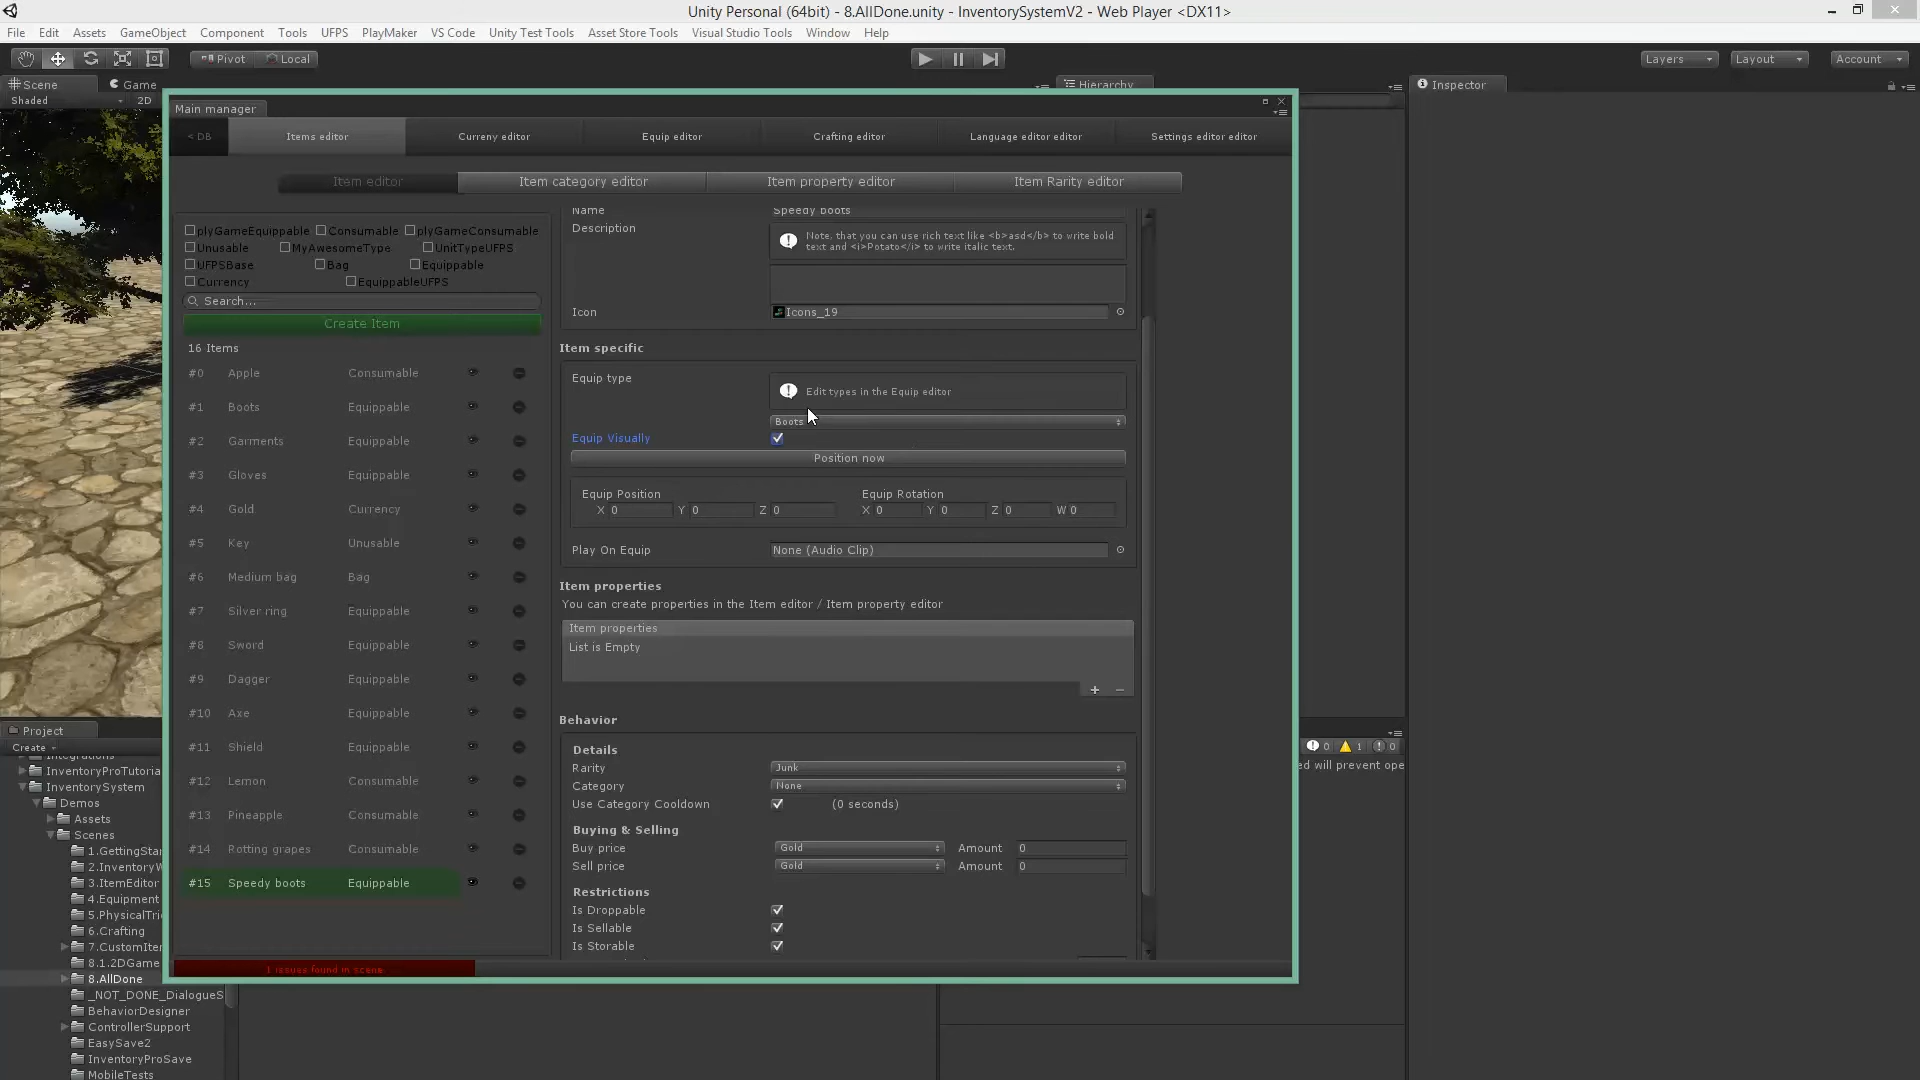 Unity Personal (64bit) - 8.AllDone.unity - InventorySystemV2 - Web Player <DX11>
File Edit Assets GameObject Component Tools UFPS PlayMaker VS Code Unity Test Tools Asset Store Tools Visual Studio Tools Window Help
Pivot Local Layers Layout Account
Scene Game Hierarchy Inspector
Shaded 2D
Main manager
< DB Items editor Curreny editor Equip editor Crafting editor Language editor editor Settings editor editor
Item editor Item category editor Item property editor Item Rarity editor
plyGameEquippable Consumable plyGameConsumable
Unusable MyAwesomeType UnitTypeUFPS
UFPSBase Bag Equippable
Currency EquippableUFPS
Search...
Create Item
16 Items
#0 Apple Consumable
#1 Boots Equippable
#2 Garments Equippable
#3 Gloves Equippable
#4 Gold Currency
#5 Key Unusable
#6 Medium bag Bag
#7 Silver ring Equippable
#8 Sword Equippable
#9 Dagger Equippable
#10 Axe Equippable
#11 Shield Equippable
#12 Lemon Consumable
#13 Pineapple Consumable
#14 Rotting grapes Consumable
#15 Speedy boots Equippable
1 issues found in scene
Name Speedy boots
Description
Note, that you can use rich text like <b>asd</b> to write bold
text and <i>Potato</i> to write italic text.
Icon Icons_19
Item specific
Equip type Edit types in the Equip editor
Boots
Equip Visually
Position now
Equip Position Equip Rotation
X 0 Y 0 Z 0 X 0 Y 0 Z 0 W 0
Play On Equip None (Audio Clip)
Item properties
You can create properties in the Item editor / Item property editor
Item properties
List is Empty
+ −
Behavior
Details
Rarity Junk
Category None
Use Category Cooldown (0 seconds)
Buying & Selling
Buy price Gold Amount 0
Sell price Gold Amount 0
Restrictions
Is Droppable
Is Sellable
Is Storable
Project
Create
Integrations
InventoryProTutoria
InventorySystem
Demos
Assets
Scenes
1.GettingStar
2.InventoryW
3.ItemEditor
4.Equipment
5.PhysicalTri
6.Crafting
7.CustomIter
8.1.2DGame
8.AllDone
_NOT_DONE_DialogueS
BehaviorDesigner
ControllerSupport
EasySave2
InventoryProSave
MobileTests
0 1 0
ed will prevent ope